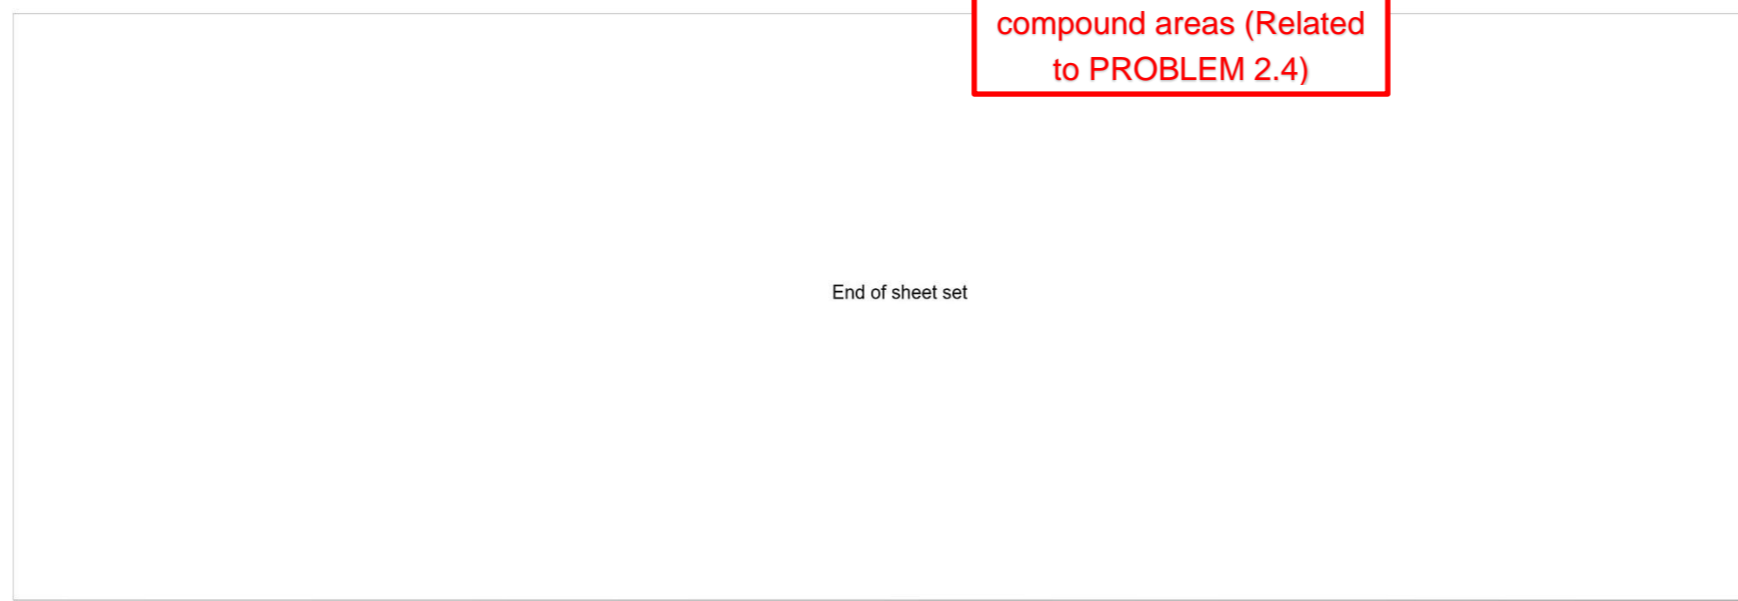 compound areas (Related
to PROBLEM 2.4)
End of sheet set